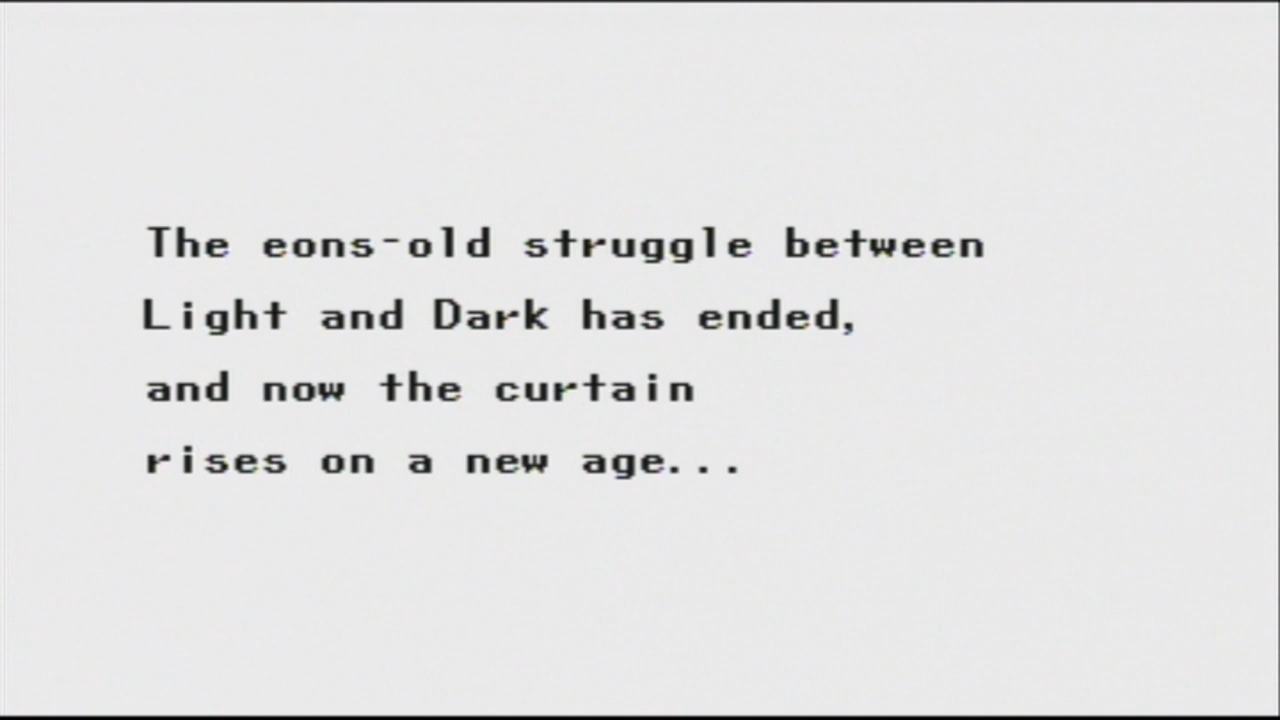 The eons-old struggle between
Light and Dark has ended,
and now the curtain
rises on a new age...